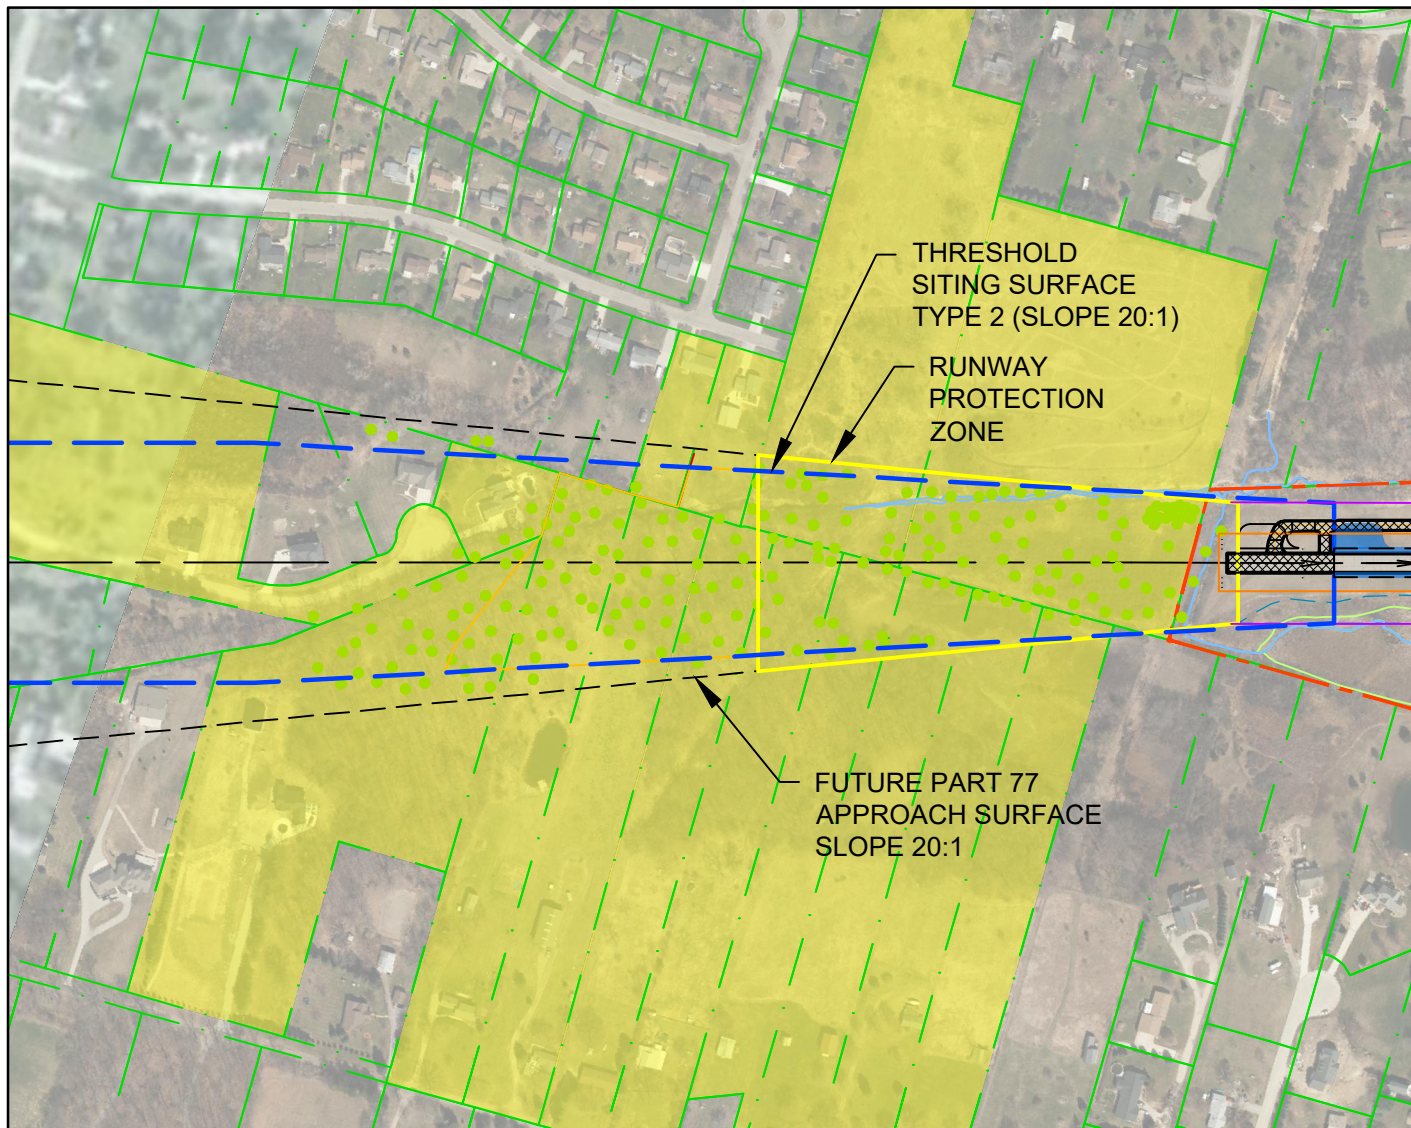 THRESHOLD
SITING SURFACE
TYPE 2 (SLOPE 20:1)
RUNWAY
PROTECTION
ZONE
FUTURE PART 77
APPROACH SURFACE
SLOPE 20:1